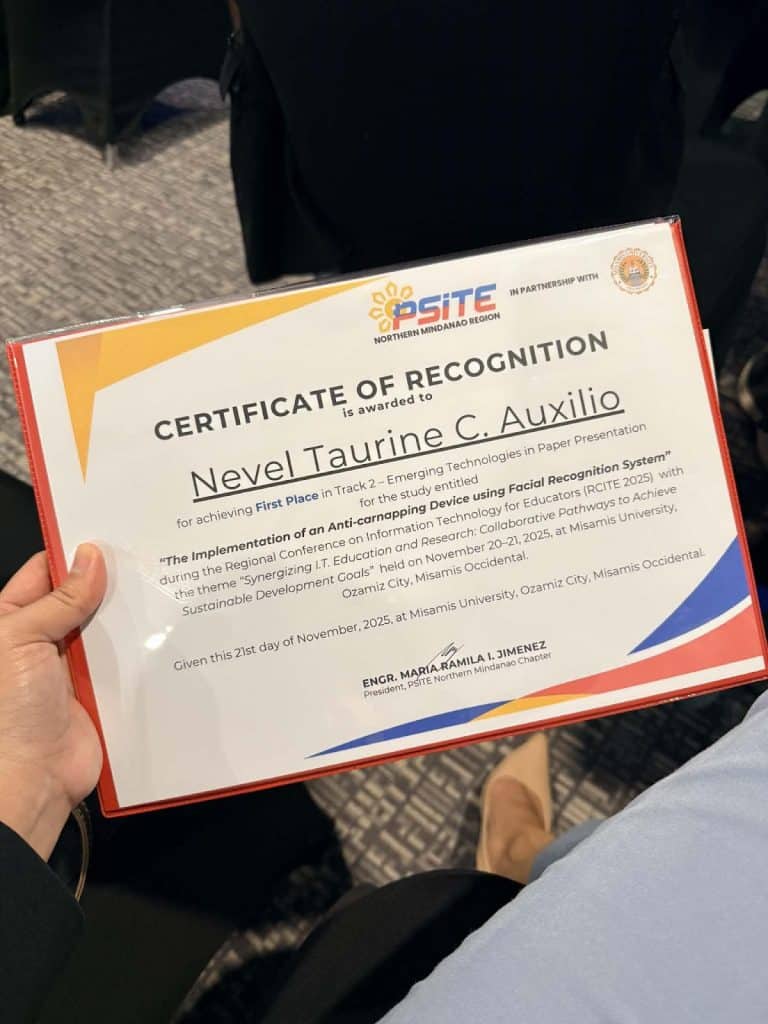 PSiTE
NORTHERN MINDANAO REGION
IN PARTNERSHIP WITH
CERTIFICATE OF RECOGNITION
is awarded to
Nevel Taurine C. Auxilio
for achieving First Place in Track 2 – Emerging Technologies in Paper Presentation
for the study entitled
“The Implementation of an Anti-carnapping Device using Facial Recognition System”
during the Regional Conference on Information Technology for Educators (RCITE 2025) with
the theme “Synergizing I.T. Education and Research: Collaborative Pathways to Achieve
Sustainable Development Goals” held on November 20–21, 2025, at Misamis University,
Ozamiz City, Misamis Occidental.
Given this 21st day of November, 2025, at Misamis University, Ozamiz City, Misamis Occidental.
ENGR. MARIA RAMILA I. JIMENEZ
President, PSITE Northern Mindanao Chapter